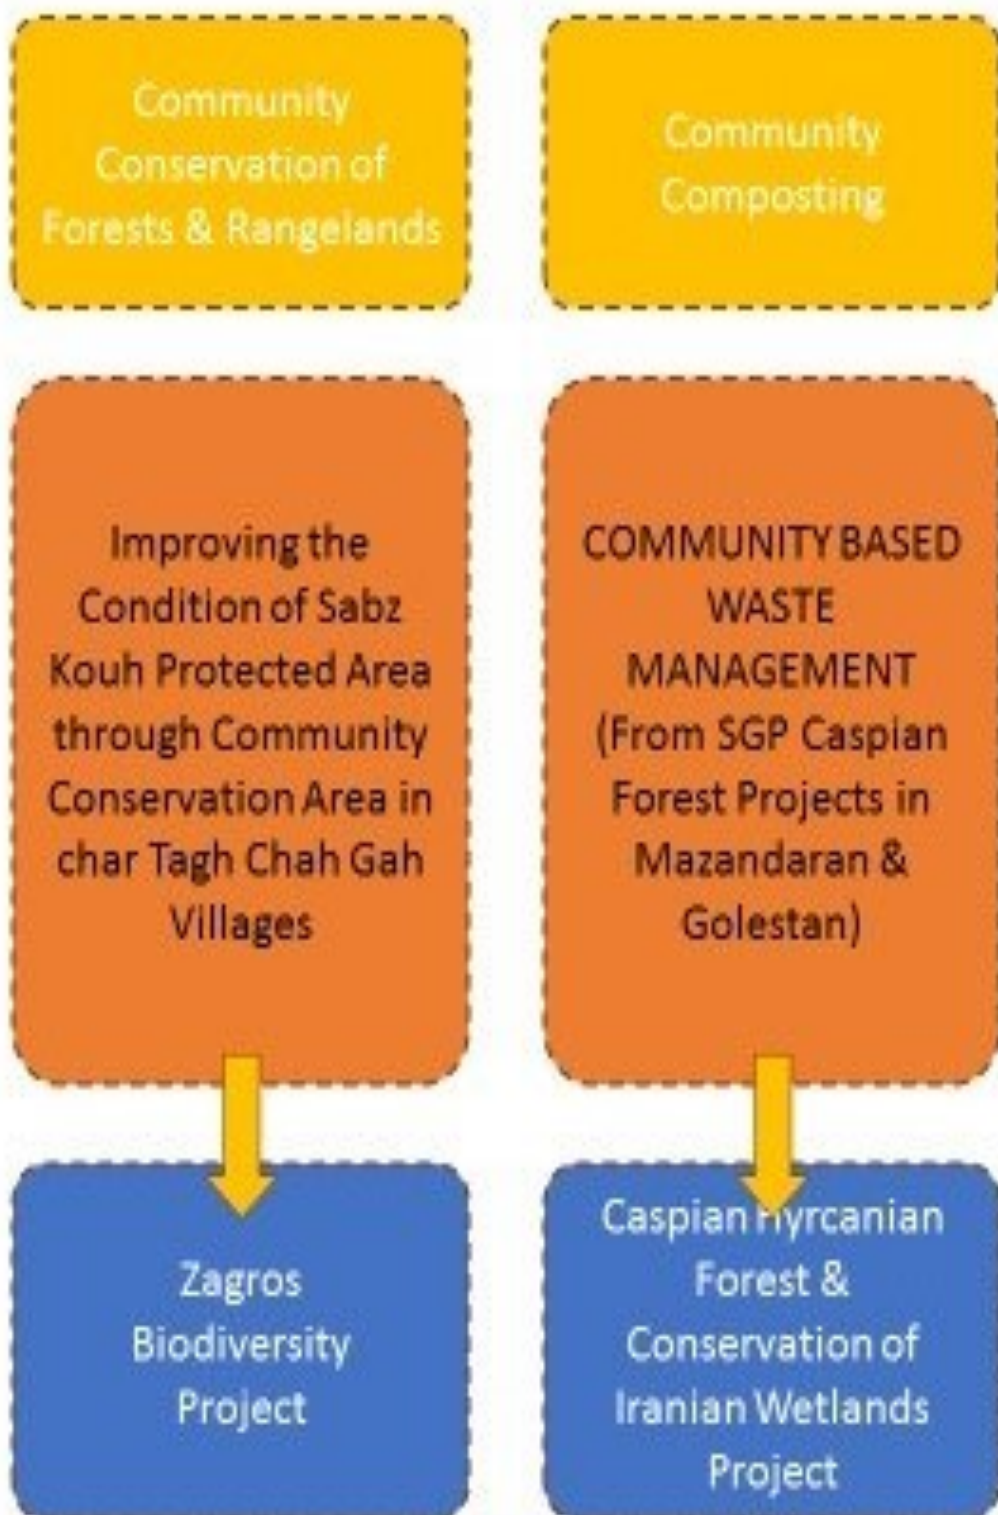 Community
Conservation of
Forests & Rangelands
Community
Composting
Improving the
Condition of Sabz
Kouh Protected Area
through Community
Conservation Area in
char Tagh Chah Gah
Villages
COMMUNITY BASED
WASTE
MANAGEMENT
(From SGP Caspian
Forest Projects in
Mazandaran &
Golestan)
Zagros
Biodiversity
Project
Caspian Hyrcanian
Forest &
Conservation of
Iranian Wetlands
Project